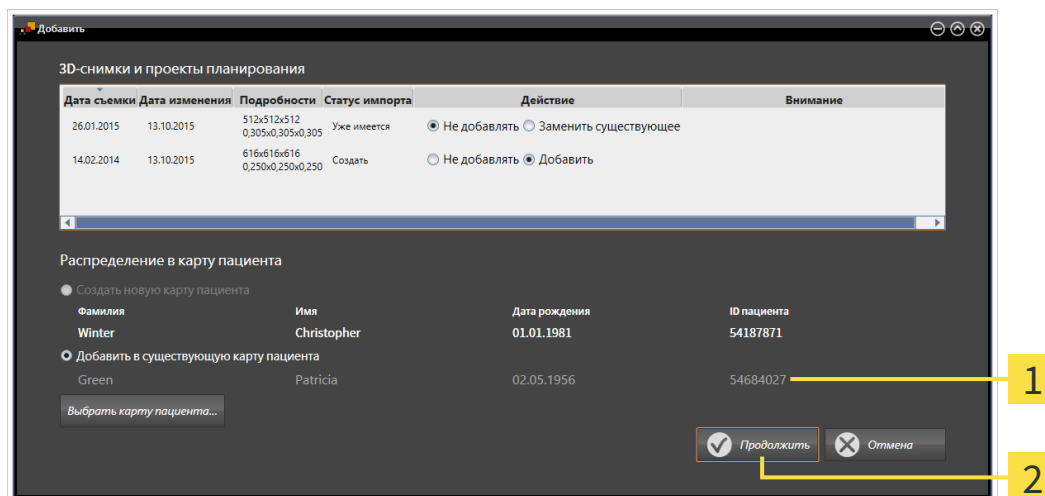 Добавить
3D-снимки и проекты планирования
Дата съемки Дата изменения Подробности Статус импорта Действие Внимание
26.01.2015 13.10.2015 512x512x512 0,305x0,305x0,305 Уже имеется Не добавлять Заменить существующее
14.02.2014 13.10.2015 616x616x616 0,250x0,250x0,250 Создать Не добавлять Добавить
Распределение в карту пациента
Создать новую карту пациента
Фамилия Имя Дата рождения ID пациента
Winter Christopher 01.01.1981 54187871
Добавить в существующую карту пациента
Green Patricia 02.05.1956 54684027 1
Выбрать карту пациента...
Продолжить Отмена
2